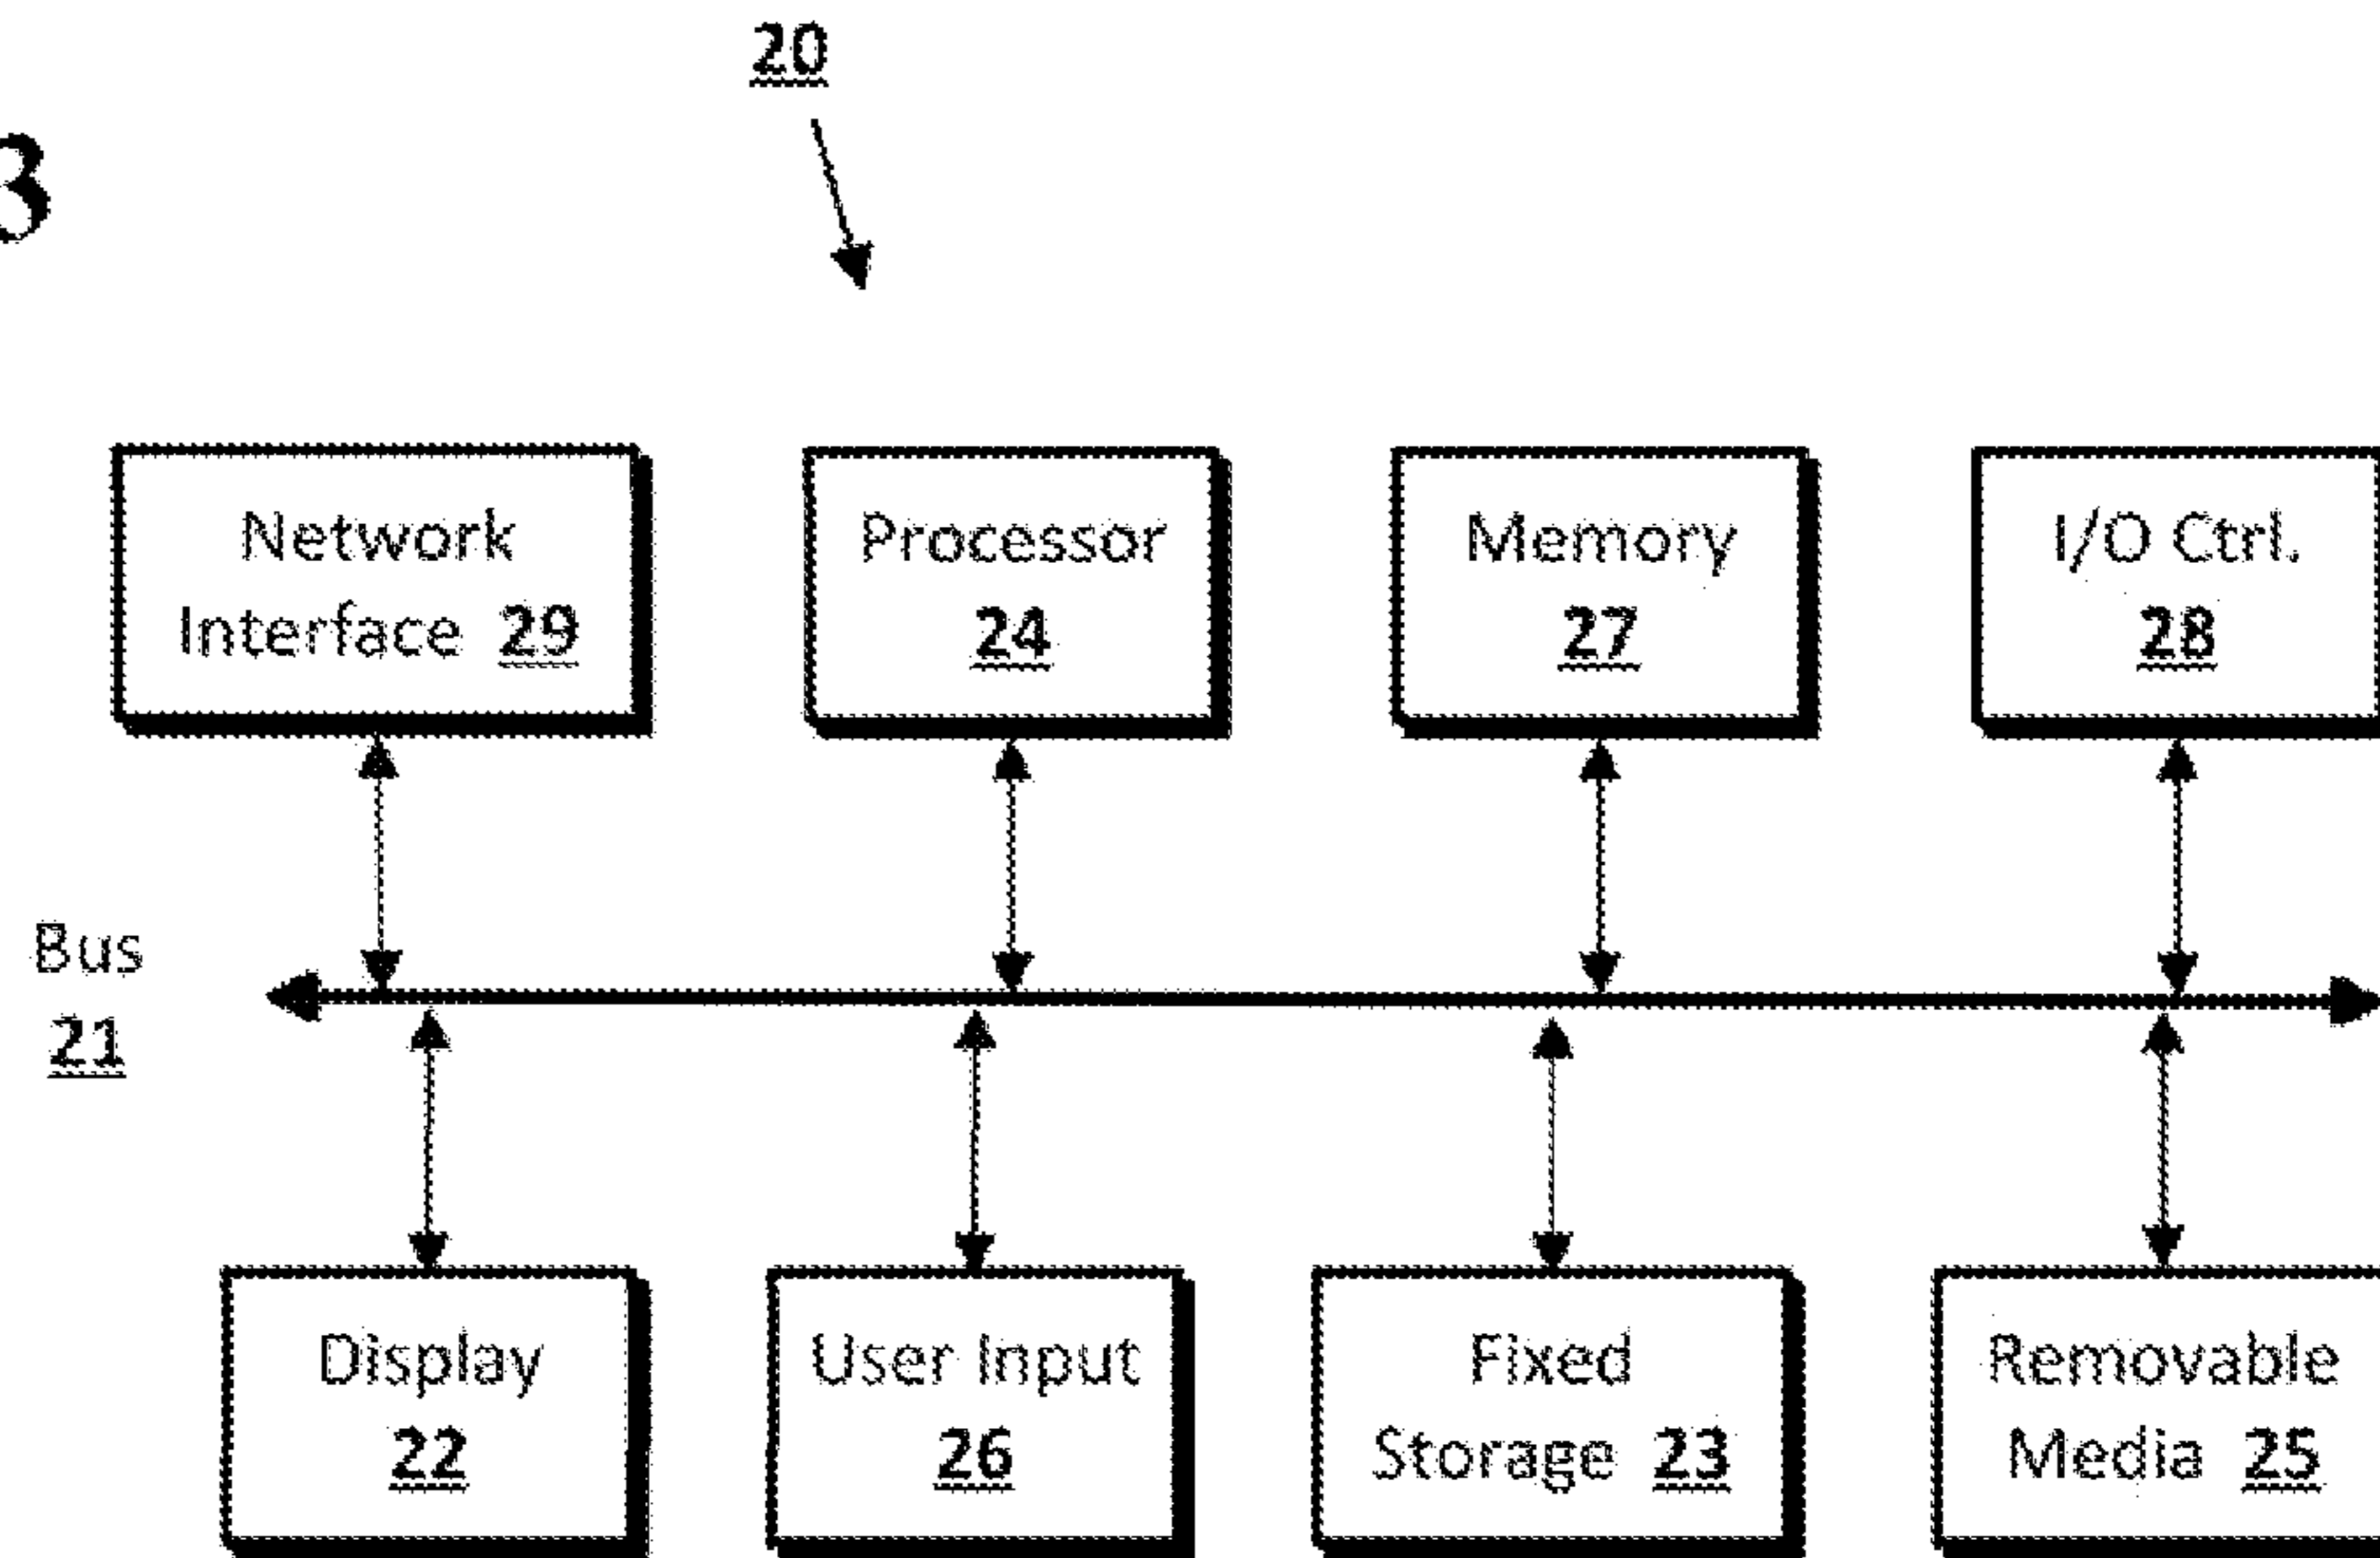 20
3
Network
Interface 29
Processor
24
Memory
27
I/O Ctrl.
28
Bus
21
Display
22
User Input
26
Fixed
Storage 23
Removable
Media 25